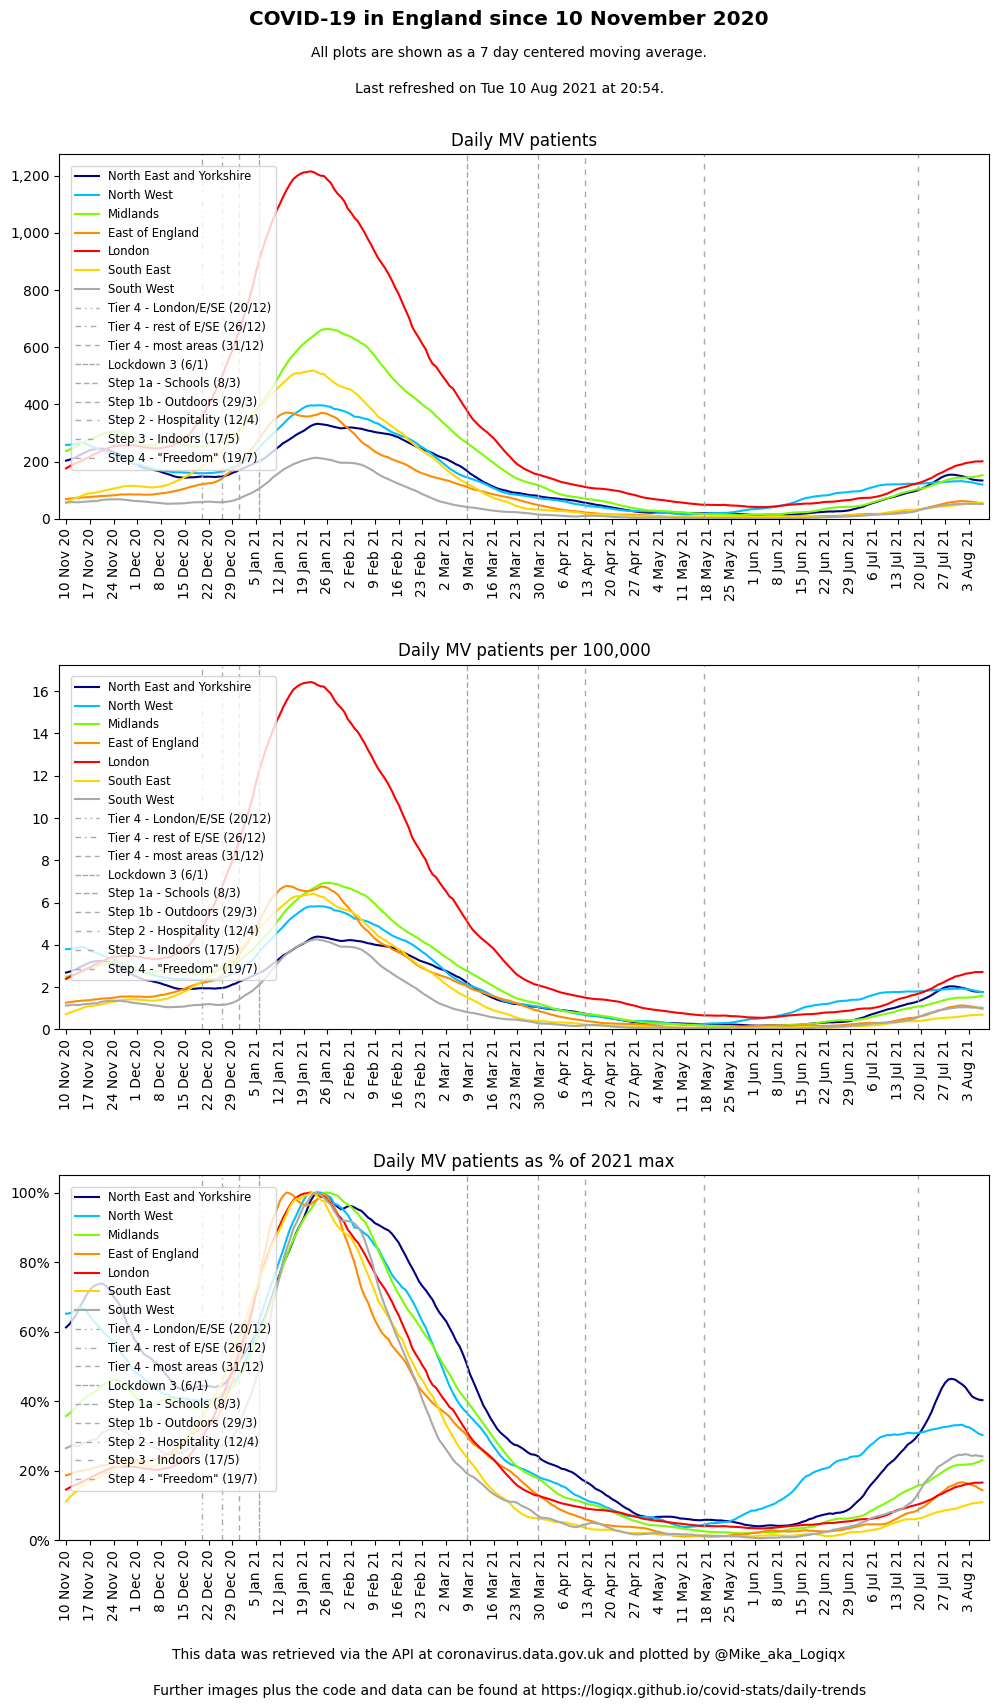 COVID-19 in England since 10 November 2020
All plots are shown as a 7 day centered moving average.
Last refreshed on Tue 10 Aug 2021 at 20:54.
Daily MV patients
1,200
1,000
800
600
400
200
0
North East and Yorkshire
North West
Midlands
East of England
London
South East
South West
Tier 4 - London/E/SE (20/12)
Tier 4 - rest of E/SE (26/12)
Tier 4 - most areas (31/12)
Lockdown 3 (6/1)
Step 1a - Schools (8/3)
Step 1b - Outdoors (29/3)
Step 2 - Hospitality (12/4)
Step 3 - Indoors (17/5)
Step 4 - "Freedom" (19/7)
10 Nov 20
17 Nov 20
24 Nov 20
1 Dec 20
8 Dec 20
15 Dec 20
22 Dec 20
29 Dec 20
5 Jan 21
12 Jan 21
19 Jan 21
26 Jan 21
2 Feb 21
9 Feb 21
16 Feb 21
23 Feb 21
2 Mar 21
9 Mar 21
16 Mar 21
23 Mar 21
30 Mar 21
6 Apr 21
13 Apr 21
20 Apr 21
27 Apr 21
4 May 21
11 May 21
18 May 21
25 May 21
1 Jun 21
8 Jun 21
15 Jun 21
22 Jun 21
29 Jun 21
6 Jul 21
13 Jul 21
20 Jul 21
27 Jul 21
3 Aug 21
Daily MV patients per 100,000
16
14
12
10
8
6
4
2
0
North East and Yorkshire
North West
Midlands
East of England
London
South East
South West
Tier 4 - London/E/SE (20/12)
Tier 4 - rest of E/SE (26/12)
Tier 4 - most areas (31/12)
Lockdown 3 (6/1)
Step 1a - Schools (8/3)
Step 1b - Outdoors (29/3)
Step 2 - Hospitality (12/4)
Step 3 - Indoors (17/5)
Step 4 - "Freedom" (19/7)
10 Nov 20
17 Nov 20
24 Nov 20
1 Dec 20
8 Dec 20
15 Dec 20
22 Dec 20
29 Dec 20
5 Jan 21
12 Jan 21
19 Jan 21
26 Jan 21
2 Feb 21
9 Feb 21
16 Feb 21
23 Feb 21
2 Mar 21
9 Mar 21
16 Mar 21
23 Mar 21
30 Mar 21
6 Apr 21
13 Apr 21
20 Apr 21
27 Apr 21
4 May 21
11 May 21
18 May 21
25 May 21
1 Jun 21
8 Jun 21
15 Jun 21
22 Jun 21
29 Jun 21
6 Jul 21
13 Jul 21
20 Jul 21
27 Jul 21
3 Aug 21
Daily MV patients as % of 2021 max
100%
80%
60%
40%
20%
0%
North East and Yorkshire
North West
Midlands
East of England
London
South East
South West
Tier 4 - London/E/SE (20/12)
Tier 4 - rest of E/SE (26/12)
Tier 4 - most areas (31/12)
Lockdown 3 (6/1)
Step 1a - Schools (8/3)
Step 1b - Outdoors (29/3)
Step 2 - Hospitality (12/4)
Step 3 - Indoors (17/5)
Step 4 - "Freedom" (19/7)
10 Nov 20
17 Nov 20
24 Nov 20
1 Dec 20
8 Dec 20
15 Dec 20
22 Dec 20
29 Dec 20
5 Jan 21
12 Jan 21
19 Jan 21
26 Jan 21
2 Feb 21
9 Feb 21
16 Feb 21
23 Feb 21
2 Mar 21
9 Mar 21
16 Mar 21
23 Mar 21
30 Mar 21
6 Apr 21
13 Apr 21
20 Apr 21
27 Apr 21
4 May 21
11 May 21
18 May 21
25 May 21
1 Jun 21
8 Jun 21
15 Jun 21
22 Jun 21
29 Jun 21
6 Jul 21
13 Jul 21
20 Jul 21
27 Jul 21
3 Aug 21
This data was retrieved via the API at coronavirus.data.gov.uk and plotted by @Mike_aka_Logiqx
Further images plus the code and data can be found at https://logiqx.github.io/covid-stats/daily-trends